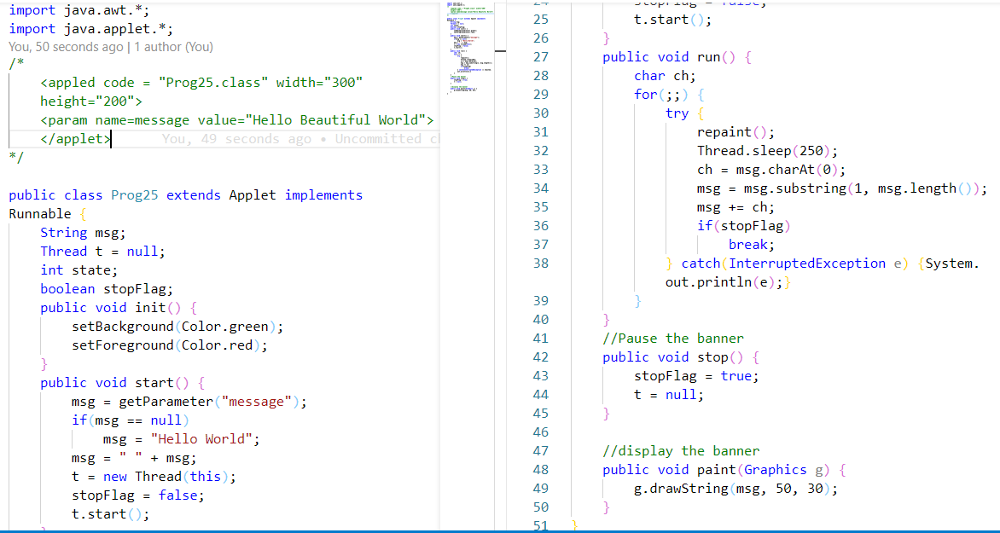 import java.awt.*;
import java.applet.*;
You, 50 seconds ago | 1 author (You)
/*
<appled code = "Prog25.class" width="300"
height="200">
<param name=message value="Hello Beautiful World">
</applet> You, 49 seconds ago • Uncommitted
*/
public class Prog25 extends Applet implements
Runnable {
String msg;
Thread t = null;
int state;
boolean stopFlag;
public void init() {
setBackground(Color.green);
setForeground(Color.red);
}
public void start() {
msg = getParameter("message");
if(msg == null)
msg = "Hello World";
msg = " " + msg;
t = new Thread(this);
stopFlag = false;
t.start();
24 stopFlag = false;
25 t.start();
26 }
27 public void run() {
28 char ch;
29 for(;;) {
30 try {
31 repaint();
32 Thread.sleep(250);
33 ch = msg.charAt(0);
34 msg = msg.substring(1, msg.length());
35 msg += ch;
36 if(stopFlag)
37 break;
38 } catch(InterruptedException e) {System.
out.println(e);}
39 }
40 }
41 //Pause the banner
42 public void stop() {
43 stopFlag = true;
44 t = null;
45 }
46
47 //display the banner
48 public void paint(Graphics g) {
49 g.drawString(msg, 50, 30);
50 }
51 }